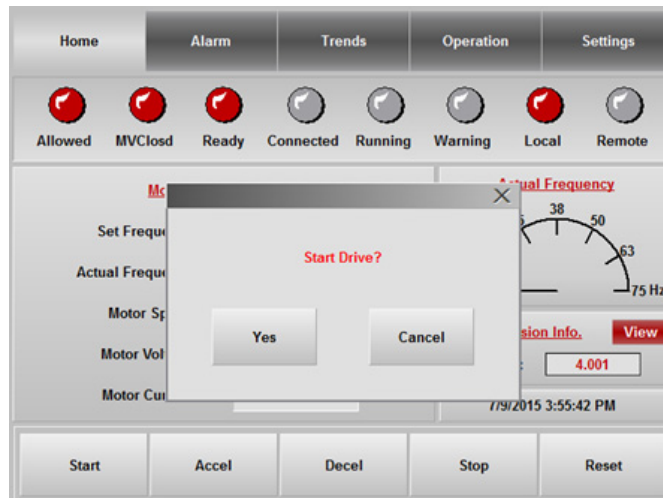 Home Alarm Trends Operation Settings
Allowed MVClosd Ready Connected Running Warning Local Remote
Actual Frequency
Set Frequ
38 50
63
75 Hz
Actual Frequ
Start Drive?
Motor Sp
Yes Cancel
sion Info. View
Motor Volt
4.001
Motor Cur
7/9/2015 3:55:42 PM
Start Accel Decel Stop Reset